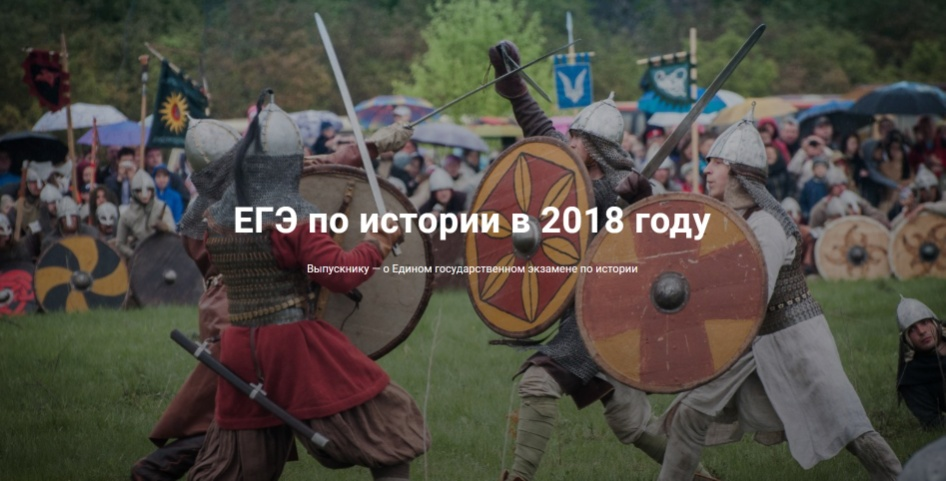 ЕГЭ по истории в 2018 году
Выпускнику — о Едином государственном экзамене по истории